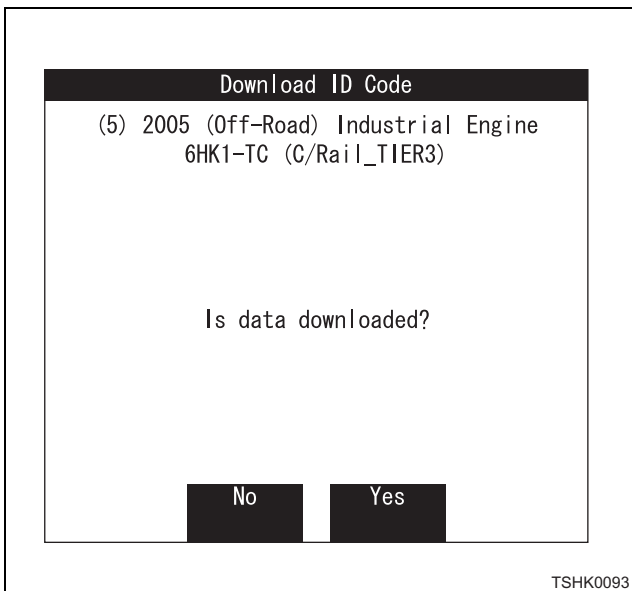 Download ID Code
(5) 2005 (Off-Road) Industrial Engine
6HK1-TC (C/Rail_TIER3)
Is data downloaded?
No Yes
TSHK0093